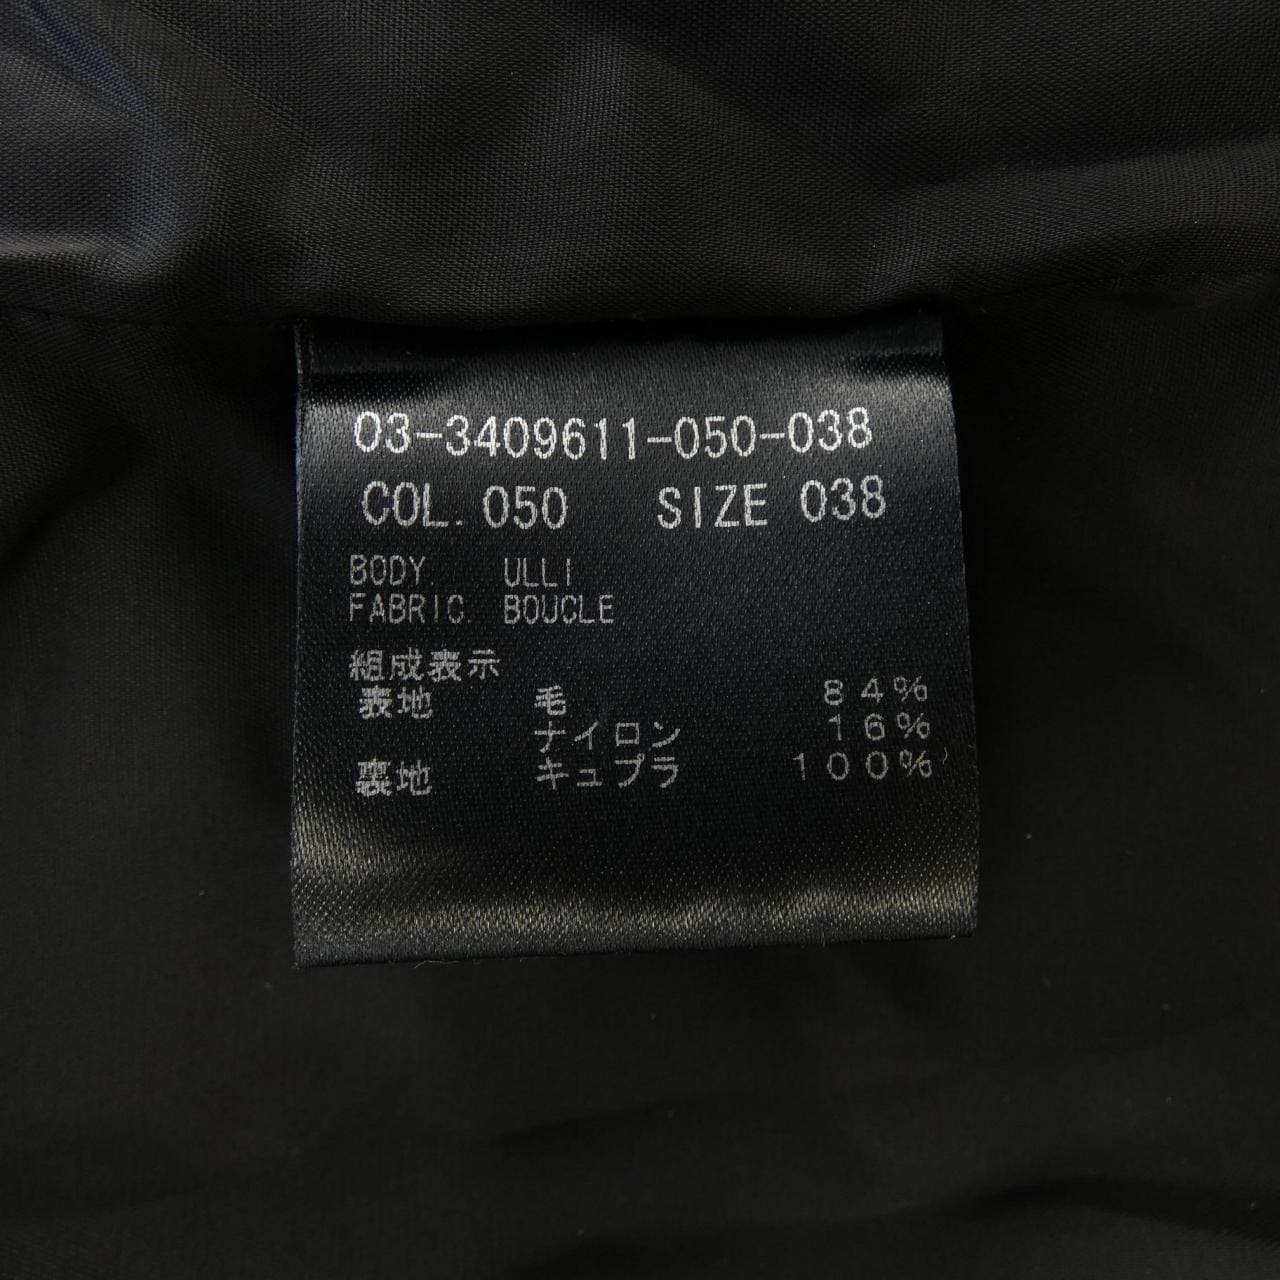 03-3409611-050-038
COL. 050 SIZE 038
BODY. ULLI
FABRIC. BOUCLE
組成表示
表地 毛 84%
ナイロン 16%
裏地 キュプラ 100%